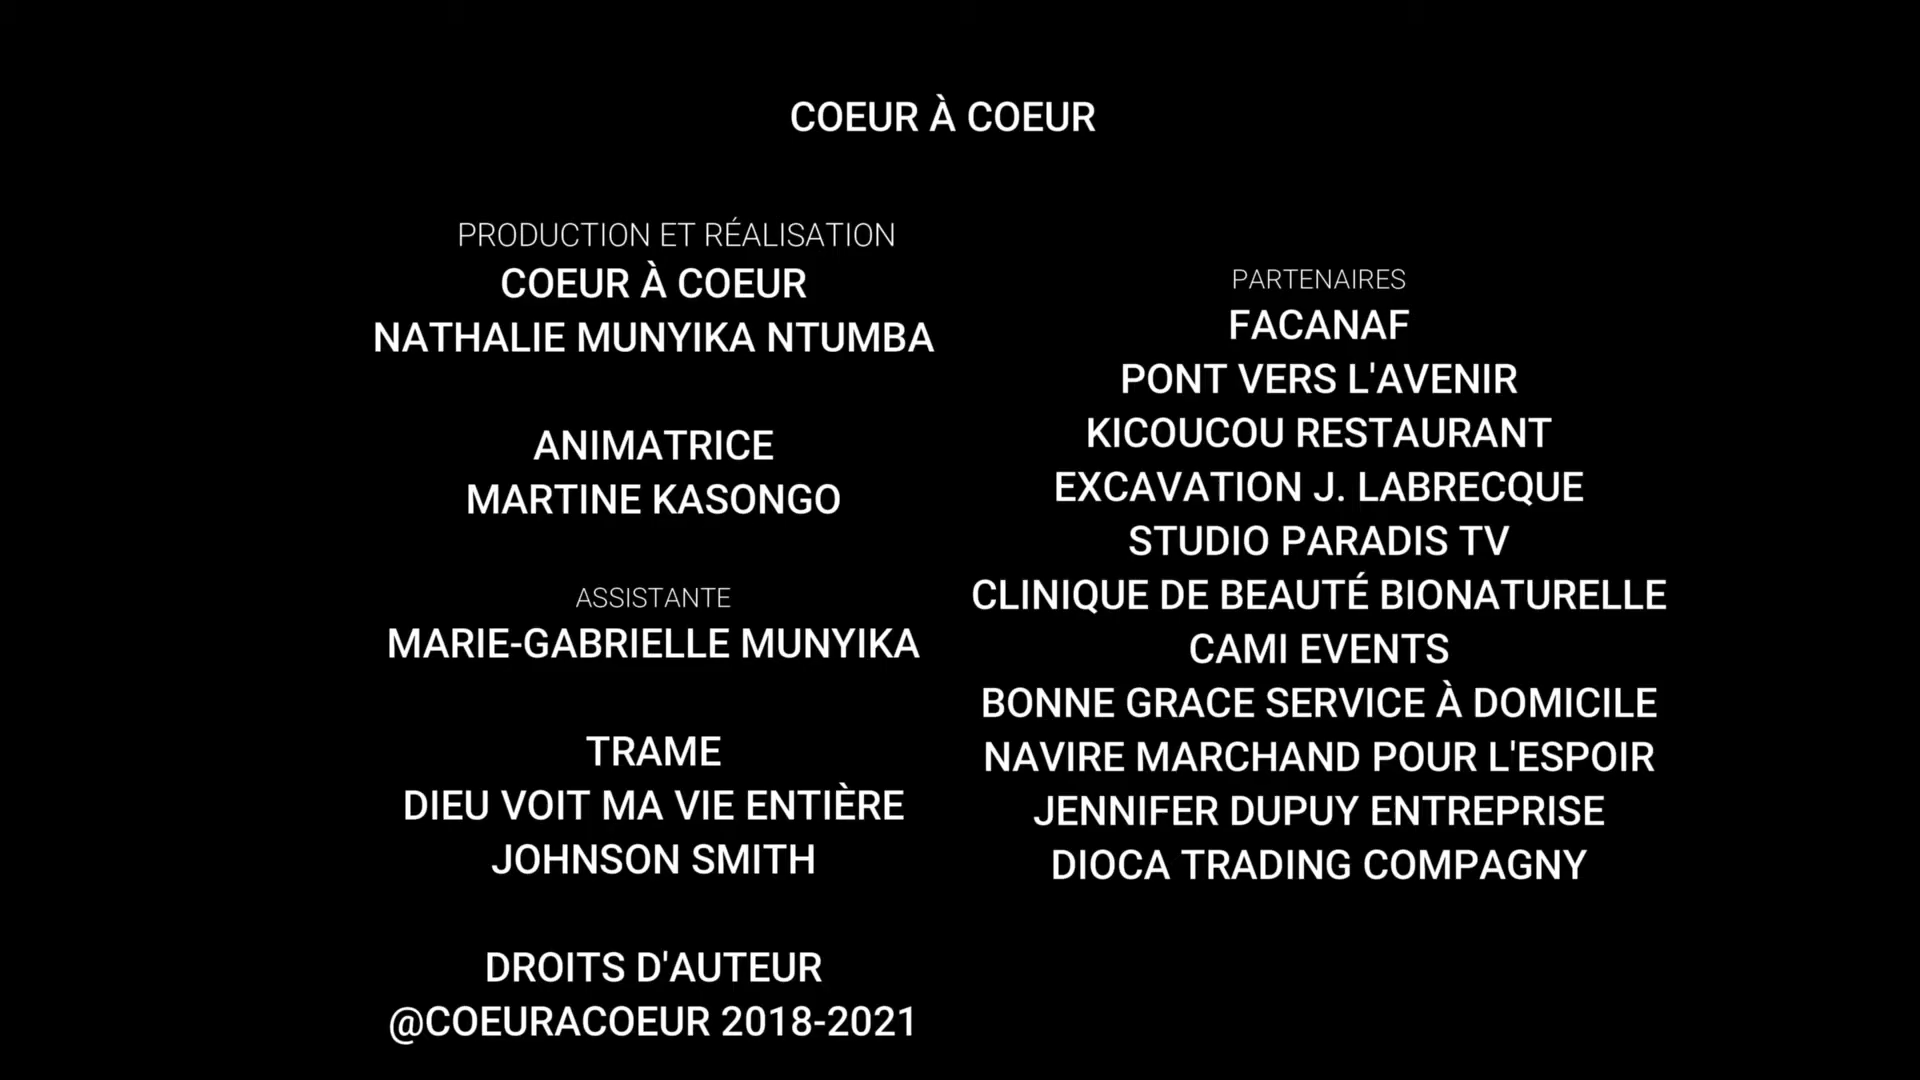 COEUR À COEUR
PRODUCTION ET RÉALISATION
COEUR À COEUR
NATHALIE MUNYIKA NTUMBA
ANIMATRICE
MARTINE KASONGO
ASSISTANTE
MARIE-GABRIELLE MUNYIKA
TRAME
DIEU VOIT MA VIE ENTIÈRE
JOHNSON SMITH
DROITS D'AUTEUR
@COEURACOEUR 2018-2021
PARTENAIRES
FACANAF
PONT VERS L'AVENIR
KICOUCOU RESTAURANT
EXCAVATION J. LABRECQUE
STUDIO PARADIS TV
CLINIQUE DE BEAUTÉ BIONATURELLE
CAMI EVENTS
BONNE GRACE SERVICE À DOMICILE
NAVIRE MARCHAND POUR L'ESPOIR
JENNIFER DUPUY ENTREPRISE
DIOCA TRADING COMPAGNY